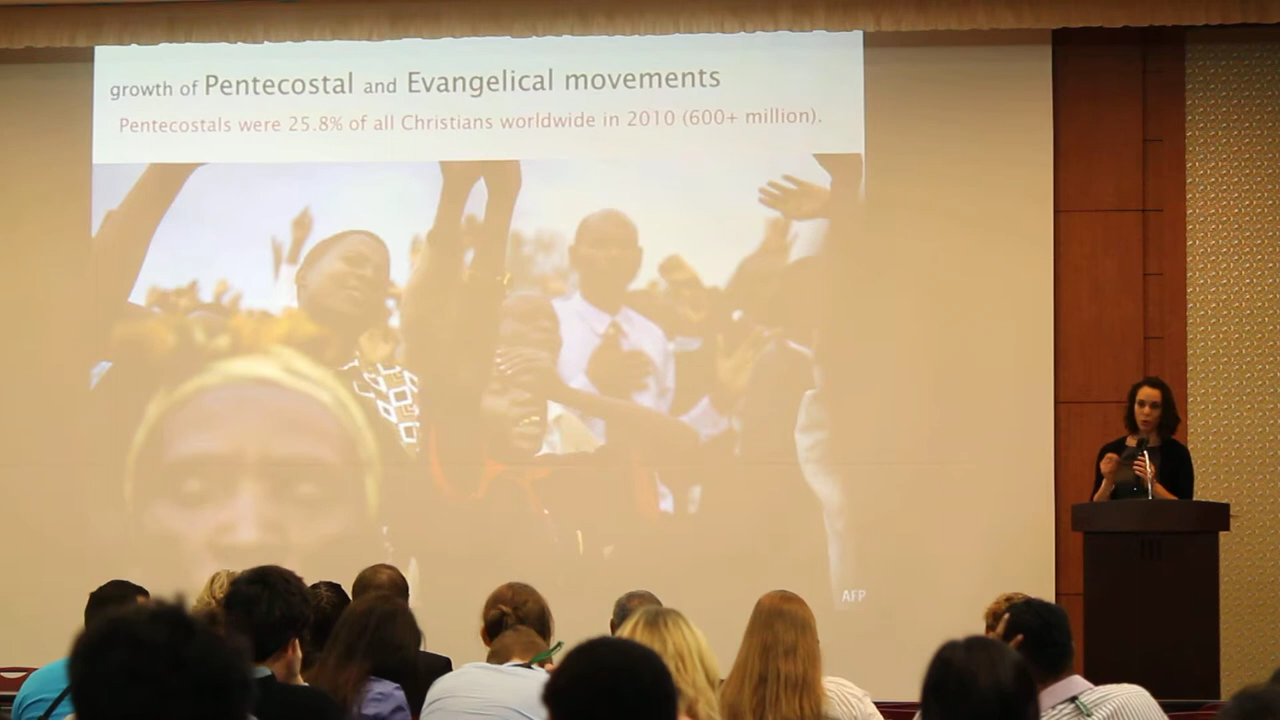 growth of Pentecostal and Evangelical movements
Pentecostals were 25.8% of all Christians worldwide in 2010 (600+ million).
AFP